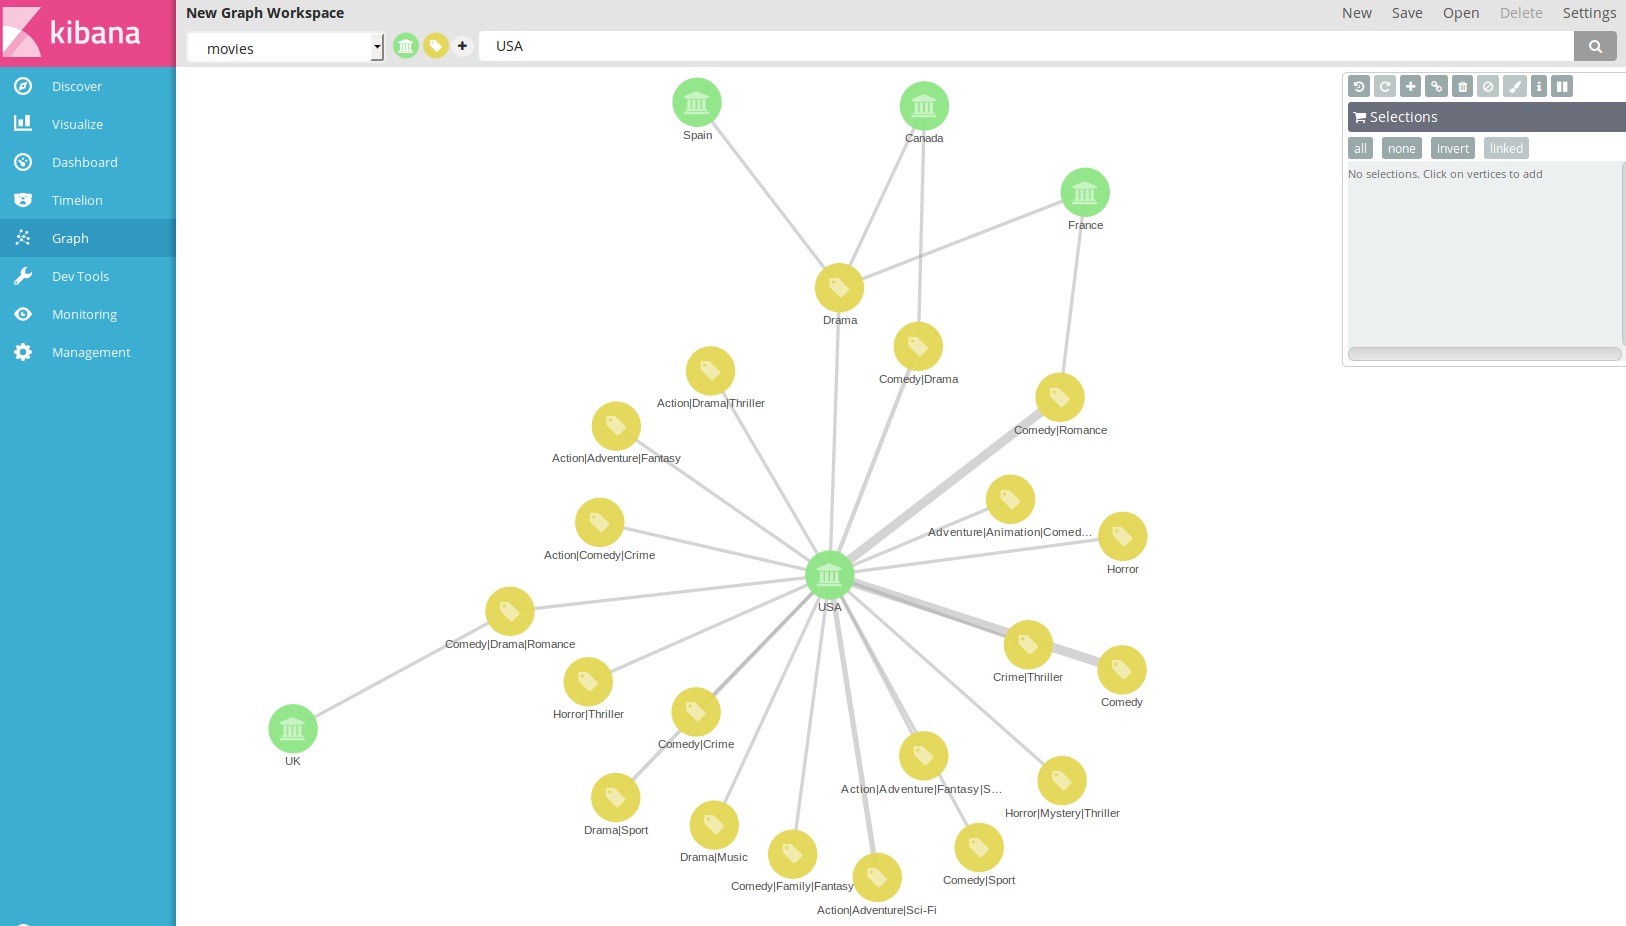 kibana
Discover
Visualize
Dashboard
Timelion
Graph
Dev Tools
Monitoring
Management
New Graph Workspace
New Save Open Delete Settings
movies
USA
Selections
all none invert linked
No selections. Click on vertices to add
Spain
Canada
France
Drama
Comedy|Drama
Action|Drama|Thriller
Comedy|Romance
Action|Adventure|Fantasy
Adventure|Animation|Comed...
Action|Comedy|Crime
Horror
USA
Comedy|Drama|Romance
Crime|Thriller
Comedy
Horror|Thriller
Comedy|Crime
UK
Action|Adventure|Fantasy|S...
Horror|Mystery|Thriller
Drama|Sport
Drama|Music
Comedy|Sport
Comedy|Family|Fantasy
Action|Adventure|Sci-Fi